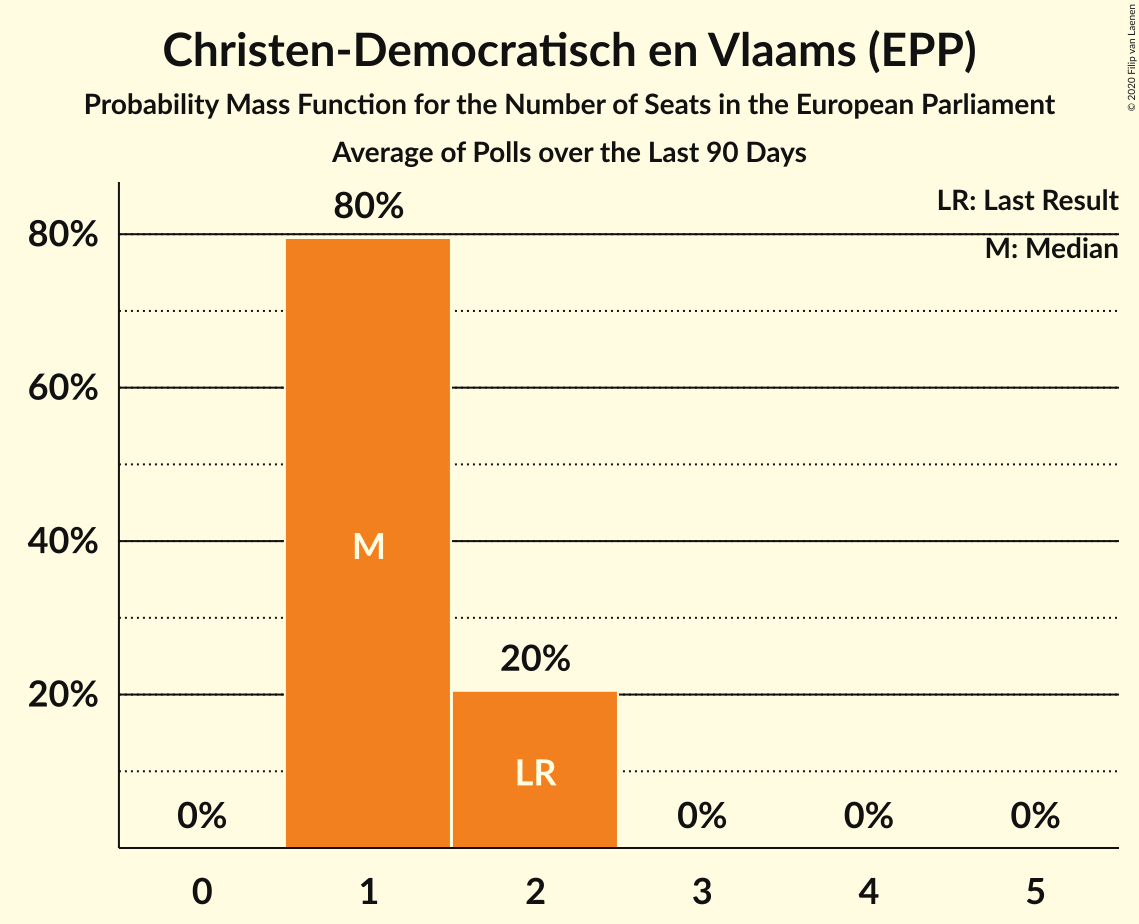 Christen-Democratisch en Vlaams (EPP)
Probability Mass Function for the Number of Seats in the European Parliament
Average of Polls over the Last 90 Days
© 2020 Filip van Laenen
LR: Last Result
M: Median
80%
60%
40%
20%
0%
80%
M
20%
LR
0%
0%
0%
0 1 2 3 4 5